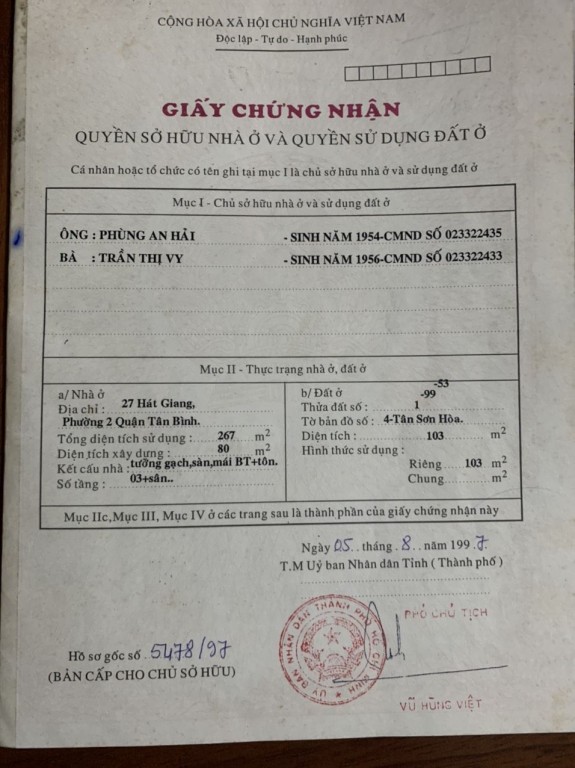 CỘNG HÒA XÃ HỘI CHỦ NGHĨA VIỆT NAM
Độc lập - Tự do - Hạnh phúc
GIẤY CHỨNG NHẬN
QUYỀN SỞ HỮU NHÀ Ở VÀ QUYỀN SỬ DỤNG ĐẤT Ở
Cá nhân hoặc tổ chức có tên ghi tại mục I là chủ sở hữu nhà ở và sử dụng đất ở
Mục I - Chủ sở hữu nhà ở và sử dụng đất ở
ÔNG : PHÙNG AN HẢI - SINH NĂM 1954-CMND SỐ 023322435
BẢ : TRẦN THỊ VY - SINH NĂM 1956-CMND SỐ 023322433
Mục II - Thực trạng nhà ở, đất ở
a/ Nhà ở
Địa chỉ : 27 Hát Giang,
Phường 2 Quận Tân Bình.
Tổng diện tích sử dụng : 267 m2
Diện tích xây dựng : 80 m2
Kết cấu nhà : tường gạch,sàn,mái BT+tôn.
Số tầng : 03+sân..
b/ Đất ở
-53
-99
Thửa đất số : 1
Tờ bản đồ số : 4-Tân Sơn Hòa.
Diện tích : 103 m2
Hình thức sử dụng :
Riêng 103 m2
Chung m2
Mục IIc, Mục III, Mục IV ở các trang sau là thành phần của giấy chứng nhận này
Ngày 05 tháng 8 năm 1997
T.M Uỷ ban Nhân dân Tỉnh ( Thành phố )
PHÓ CHỦ TỊCH
ỦY BAN NHÂN DÂN THÀNH PHỐ HỒ CHÍ MINH
Hồ sơ gốc số 5478/97
(BẢN CẤP CHO CHỦ SỞ HỮU)
VŨ HÙNG VIỆT